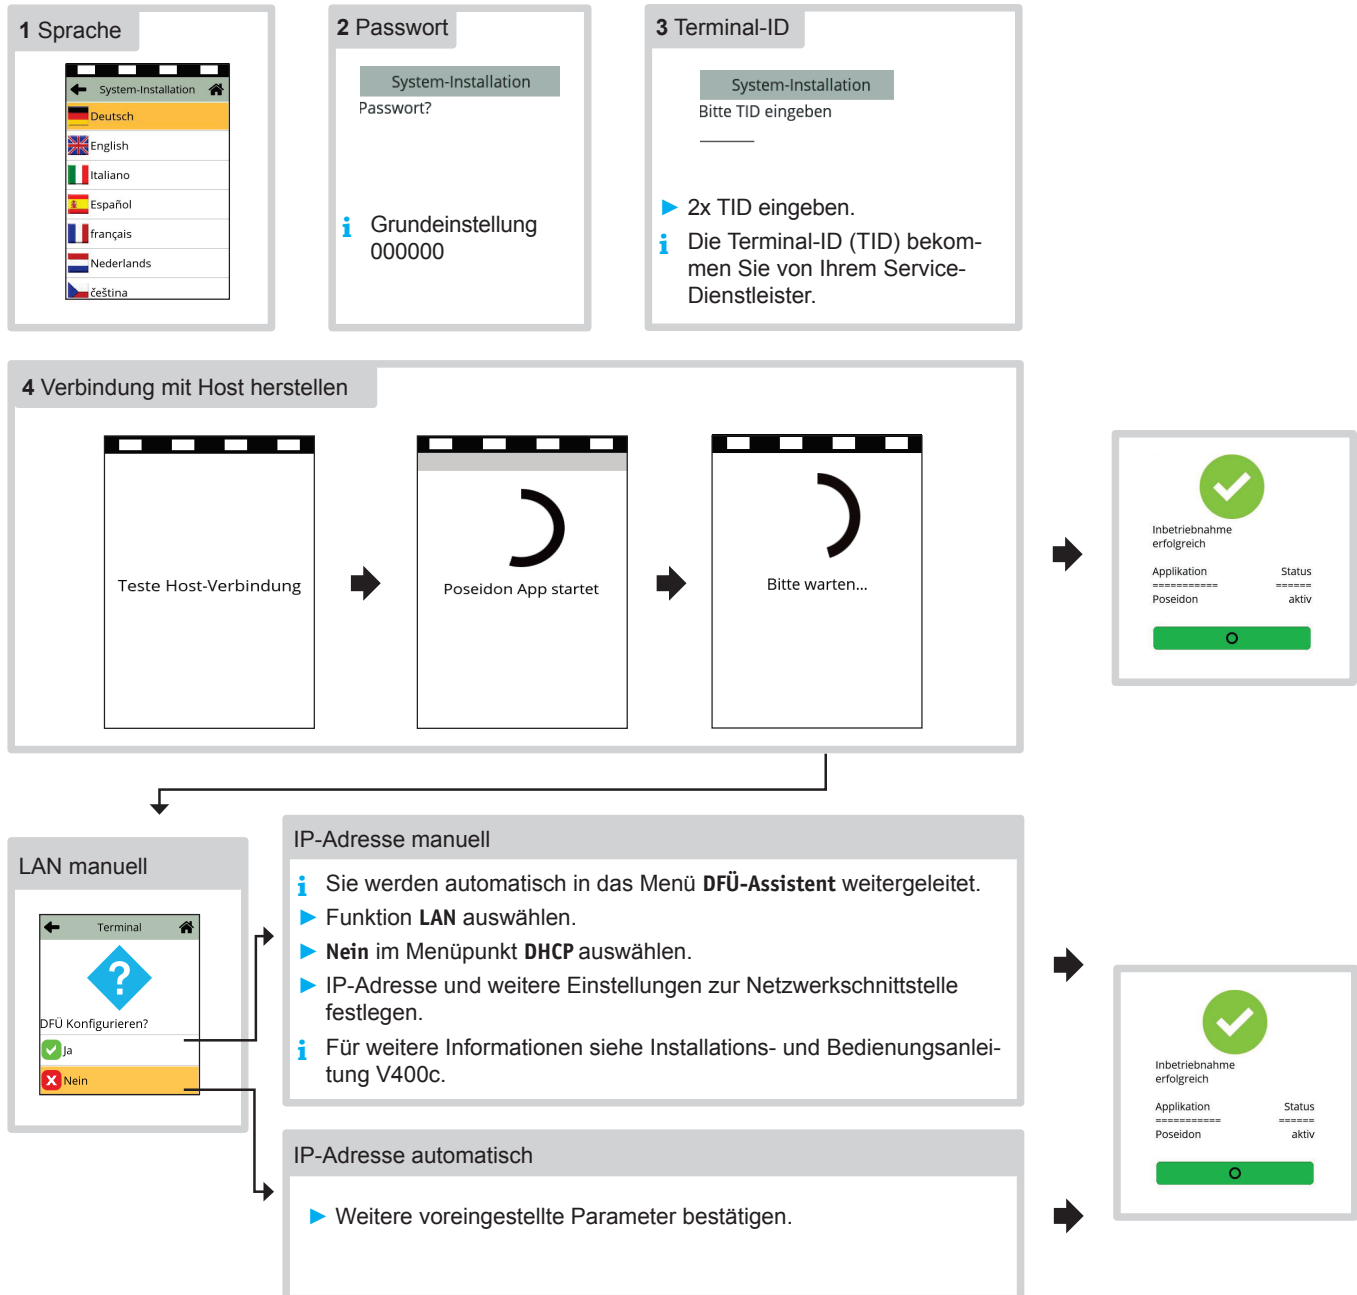 1 Sprache
System-Installation
Deutsch
English
Italiano
Español
français
Nederlands
čeština
2 Passwort
System-Installation
Passwort?
i Grundeinstellung
000000
3 Terminal-ID
System-Installation
Bitte TID eingeben
2x TID eingeben.
i Die Terminal-ID (TID) bekom-
men Sie von Ihrem Service-
Dienstleister.
4 Verbindung mit Host herstellen
Teste Host-Verbindung
Poseidon App startet
Bitte warten...
Inbetriebnahme
erfolgreich
Applikation Status
=========== ======
Poseidon aktiv
O
LAN manuell
Terminal
?
DFÜ Konfigurieren?
Ja
X Nein
IP-Adresse manuell
i Sie werden automatisch in das Menü DFÜ-Assistent weitergeleitet.
Funktion LAN auswählen.
Nein im Menüpunkt DHCP auswählen.
IP-Adresse und weitere Einstellungen zur Netzwerkschnittstelle
festlegen.
i Für weitere Informationen siehe Installations- und Bedienungsanlei-
tung V400c.
IP-Adresse automatisch
Weitere voreingestellte Parameter bestätigen.
Inbetriebnahme
erfolgreich
Applikation Status
=========== ======
Poseidon aktiv
O